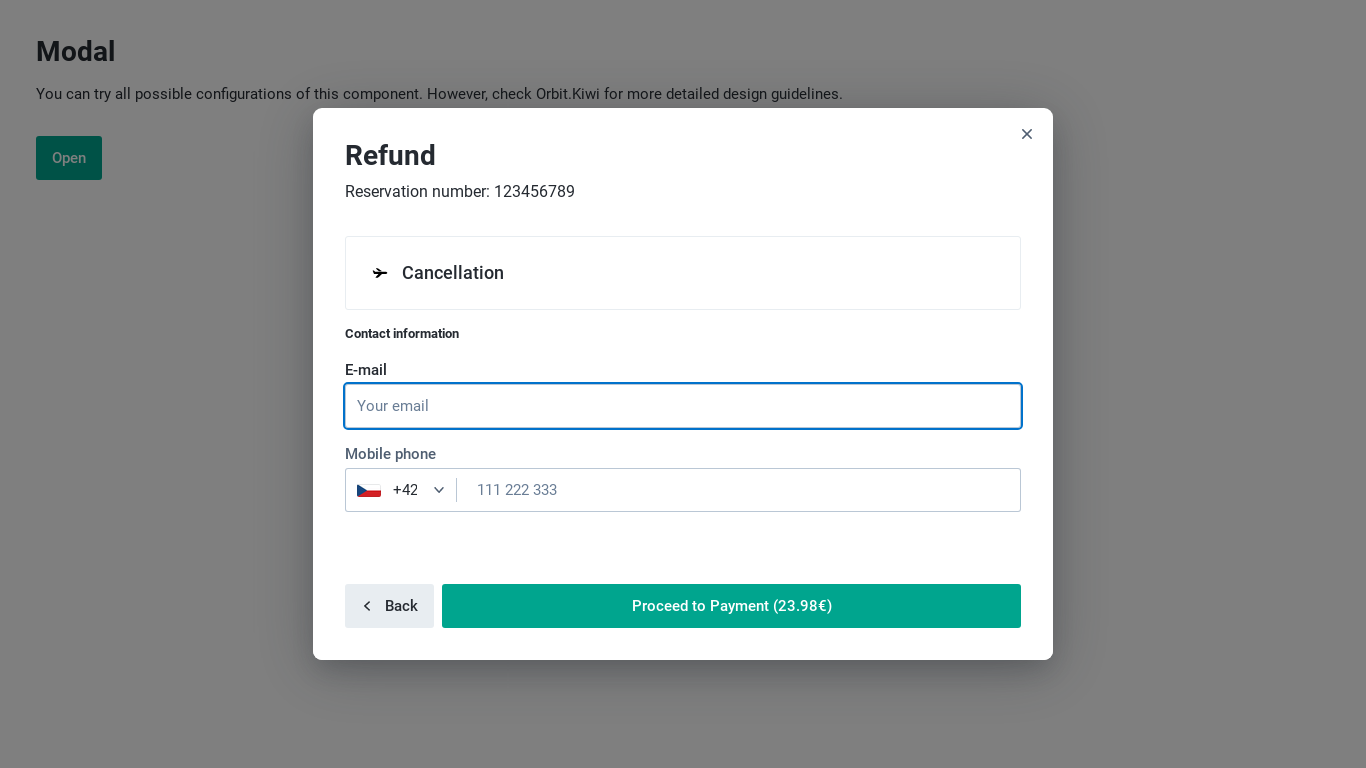 Modal
You can try all possible configurations of this component. However, check Orbit.Kiwi for more detailed design guidelines.
Open
Refund
Reservation number: 123456789
Cancellation
Contact information
E-mail
Your email
Mobile phone
+42
111 222 333
Back
Proceed to Payment (23.98€)